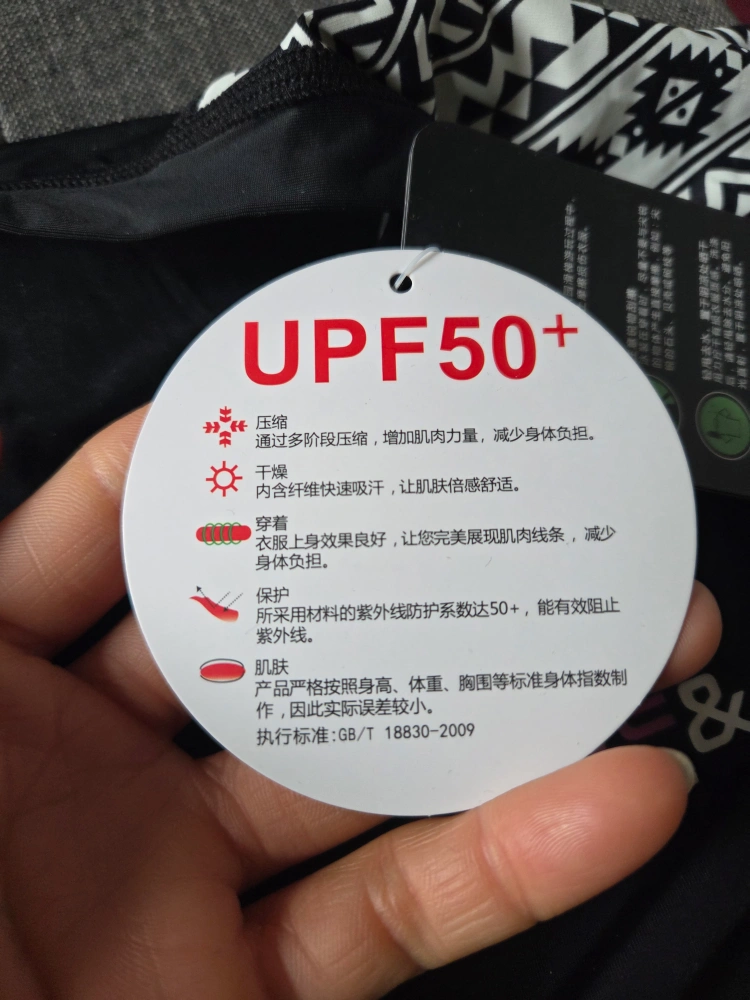 UPF50+
压缩
通过多阶段压缩，增加肌肉力量，减少身体负担。
干燥
内含纤维快速吸汗，让肌肤倍感舒适。
穿着
衣服上身效果良好，让您完美展现肌肉线条，减少
身体负担。
保护
所采用材料的紫外线防护系数达50+，能有效阻止
紫外线。
肌肤
产品严格按照身高、体重、胸围等标准身体指数制
作，因此实际误差较小。
执行标准:GB/T 18830-2009
&